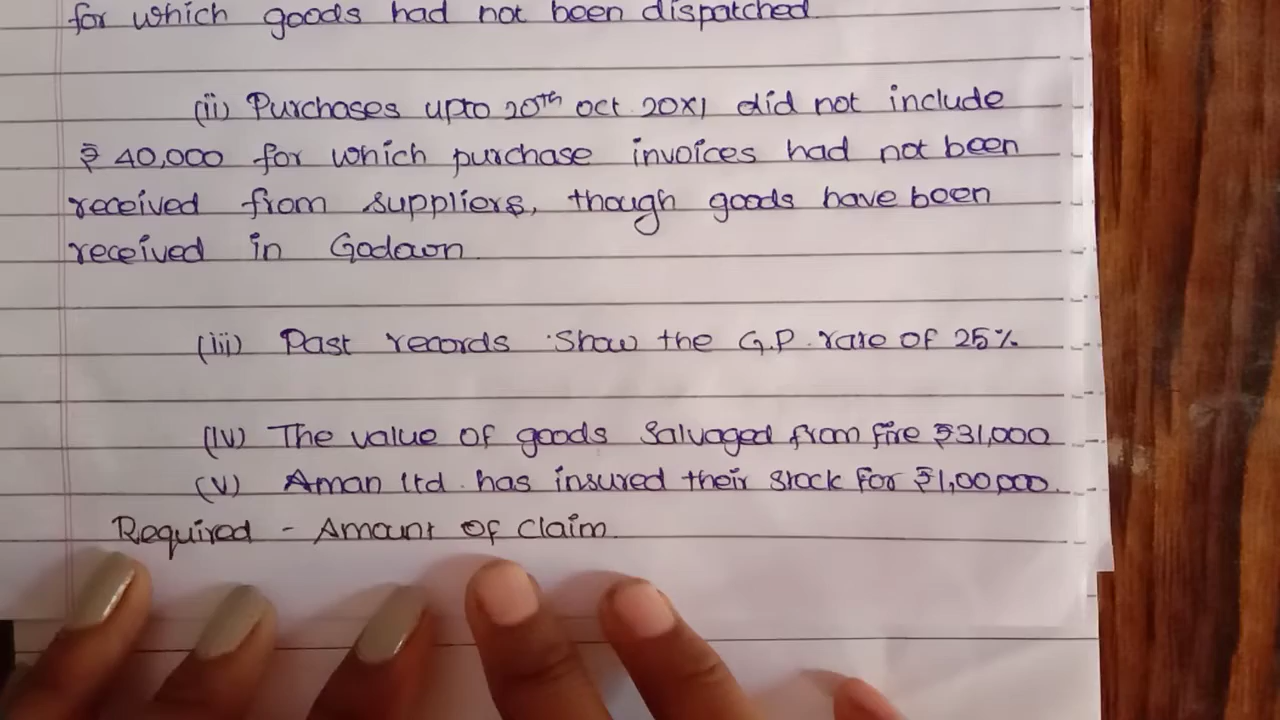 for which goods had not been dispatched.
(ii) Purchases upto 20th oct. 20x1 did not include
₹ 40,000 for which purchase invoices had not been
received from suppliers, though goods have been
received in Godown.
(iii) Past records show the G.P. rate of 25%
(iv) The value of goods salvaged from fire ₹31,000
(v) Aman ltd. has insured their stock for ₹1,00,000.
Required - Amount of claim.